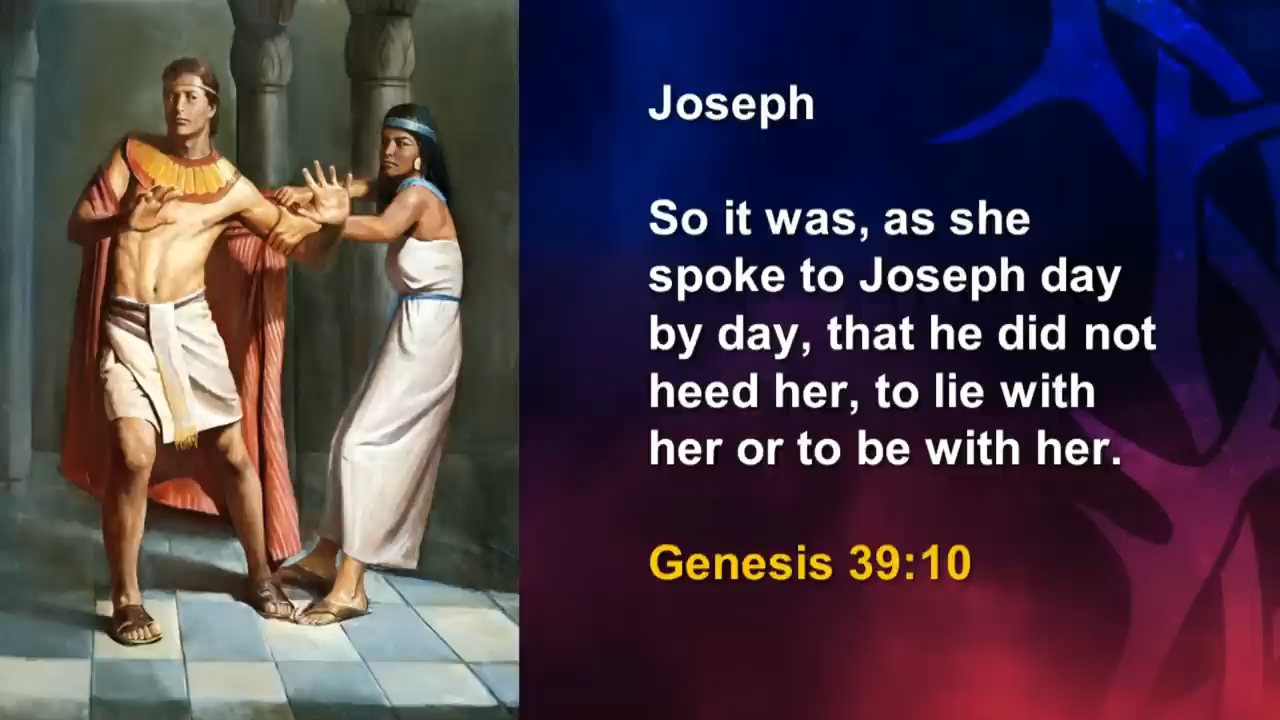 Joseph
So it was, as she
spoke to Joseph day
by day, that he did not
heed her, to lie with
her or to be with her.
Genesis 39:10